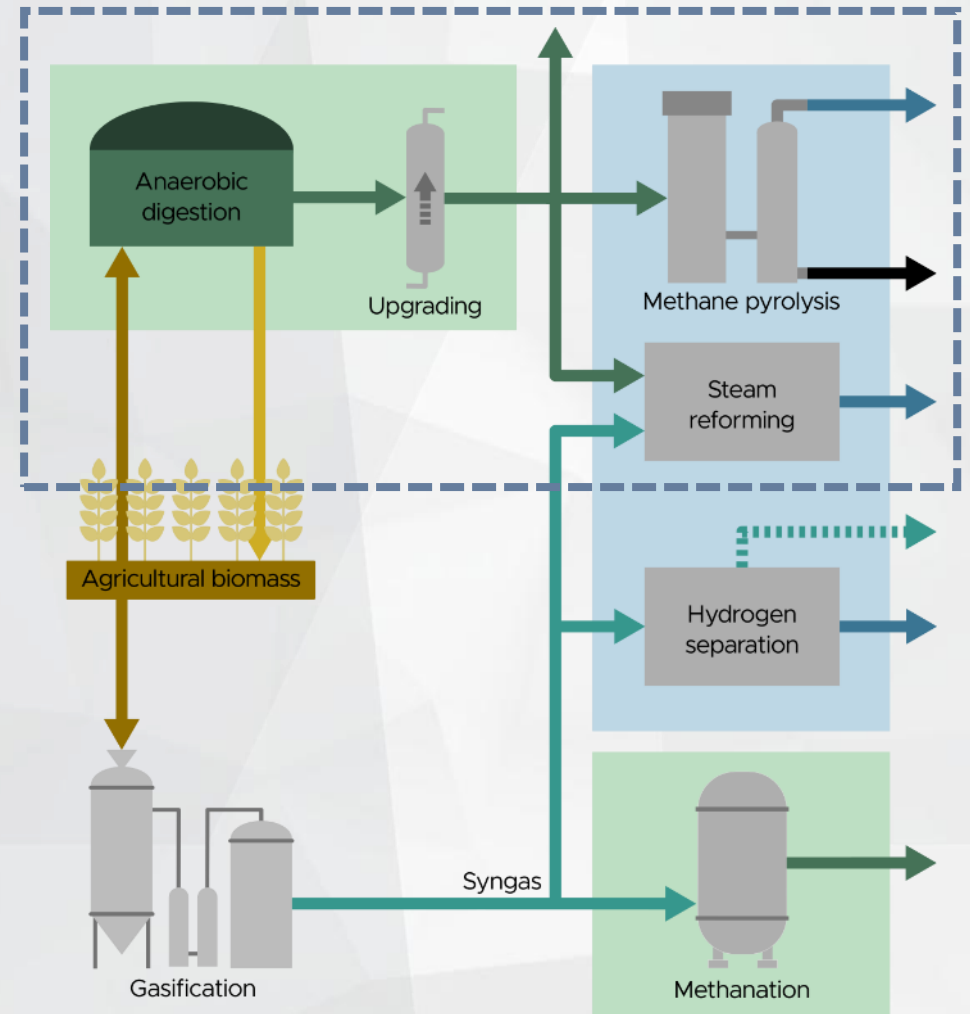 Anaerobic
digestion
Upgrading
Methane pyrolysis
Steam
reforming
Agricultural biomass
Hydrogen
separation
Syngas
Gasification
Methanation